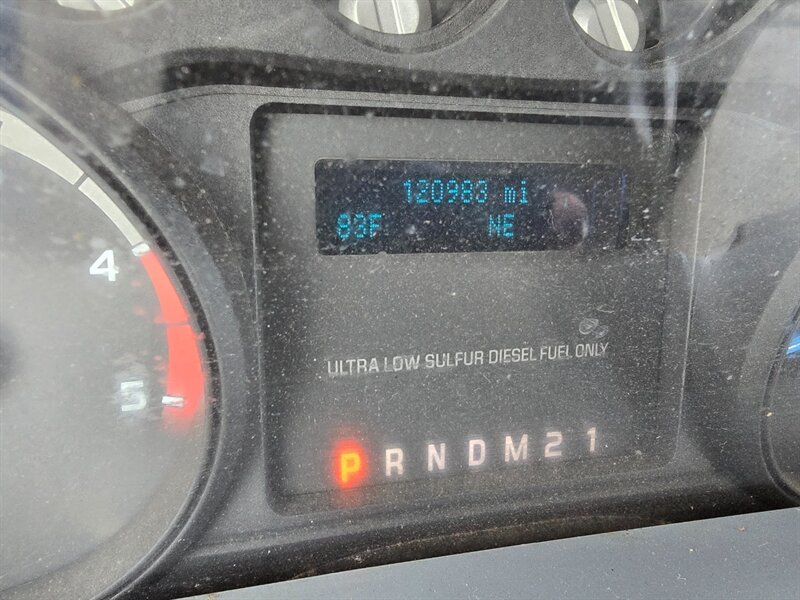 120983 mi
83F NE
4
ULTRA LOW SULFUR DIESEL FUEL ONLY
5
P R N D M 2 1